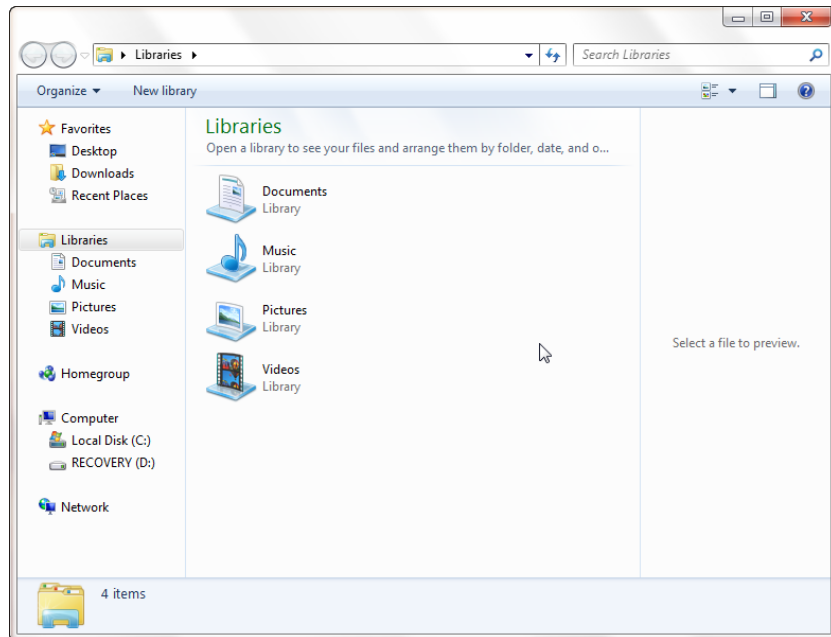 Libraries
Search Libraries
Organize
New library
Favorites
Desktop
Downloads
Recent Places
Libraries
Documents
Music
Pictures
Videos
Homegroup
Computer
Local Disk (C:)
RECOVERY (D:)
Network
Libraries
Open a library to see your files and arrange them by folder, date, and o...
Documents
Library
Music
Library
Pictures
Library
Videos
Library
Select a file to preview.
4 items